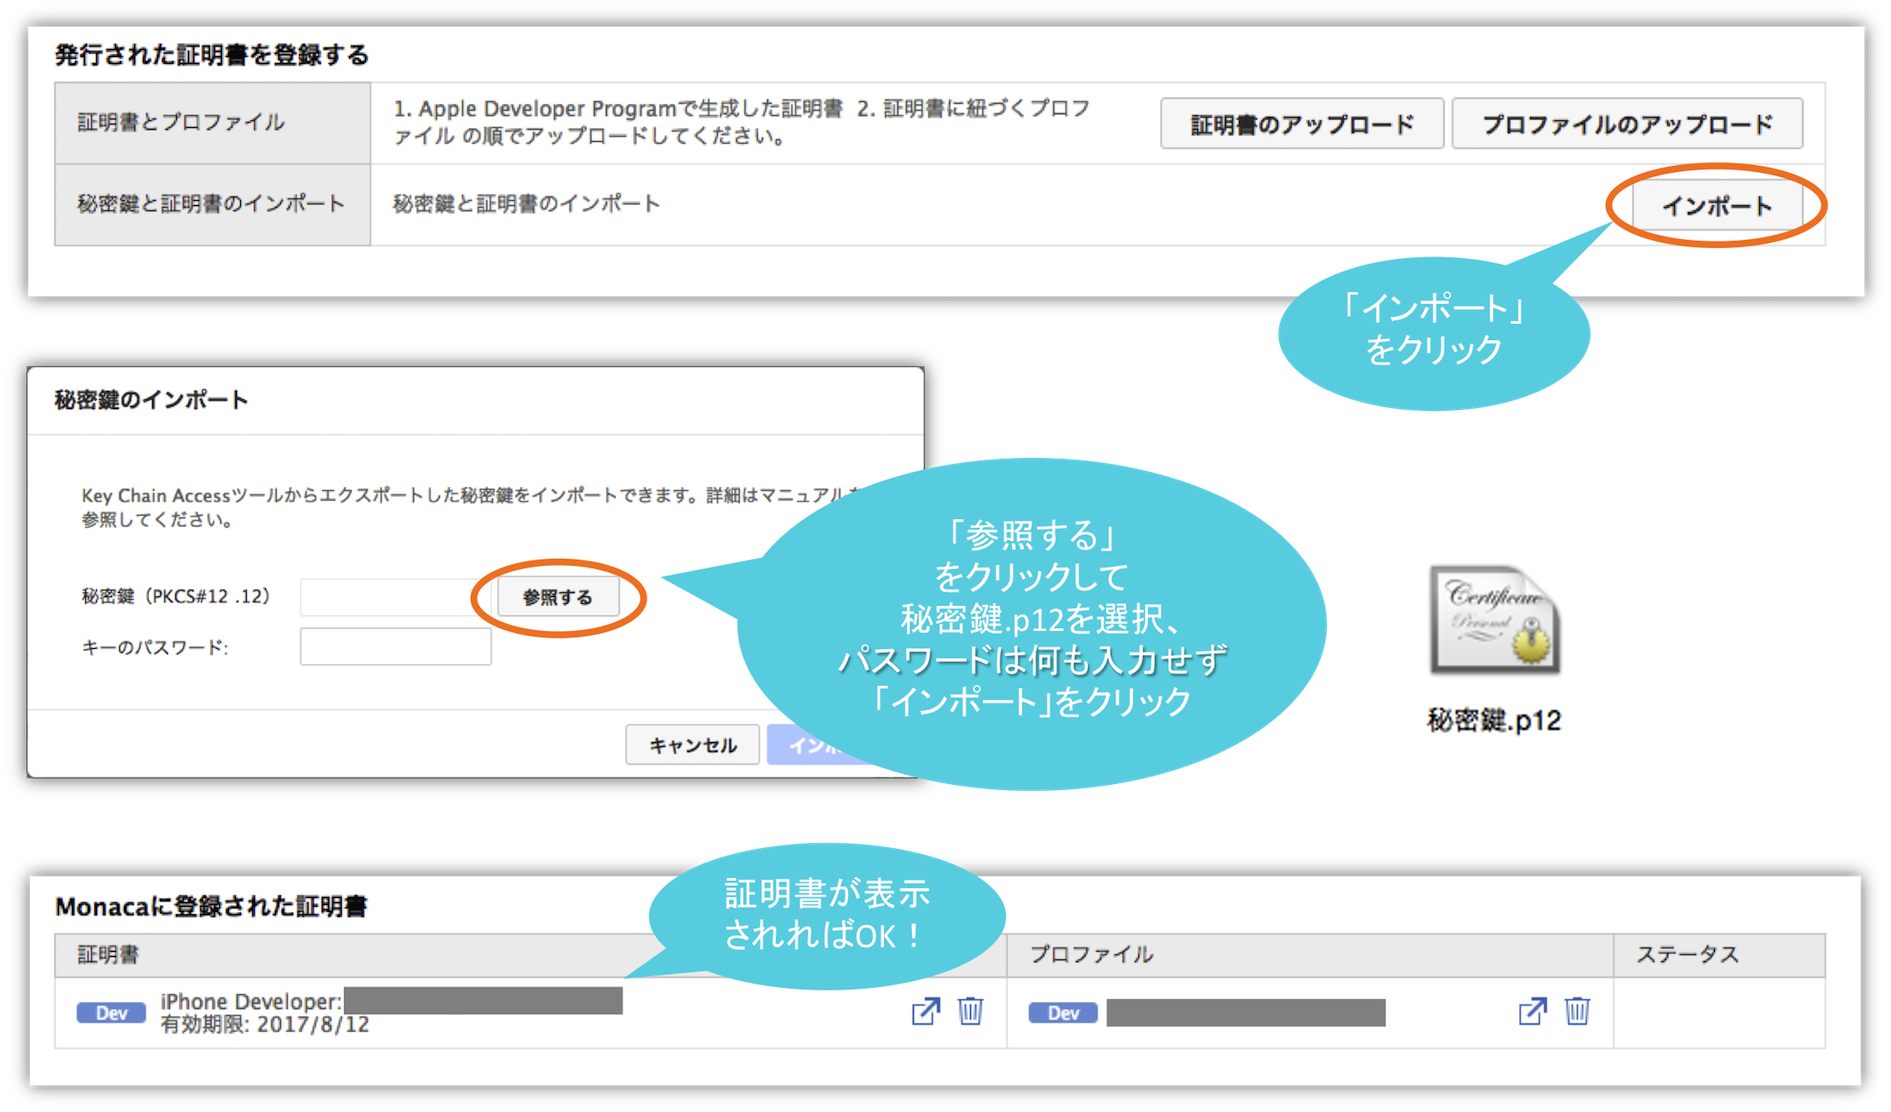 発行された証明書を登録する
証明書とプロファイル
1. Apple Developer Programで生成した証明書 2. 証明書に紐づくプロフ
ァイル の順でアップロードしてください。
証明書のアップロード
プロファイルのアップロード
秘密鍵と証明書のインポート
秘密鍵と証明書のインポート
インポート
「インポート」
をクリック
秘密鍵のインポート
Key Chain Accessツールからエクスポートした秘密鍵をインポートできます。詳細はマニュアル
参照してください。
秘密鍵（PKCS#12 .12）
参照する
キーのパスワード:
キャンセル
「参照する」
をクリックして
秘密鍵.p12を選択、
パスワードは何も入力せず
「インポート」をクリック
Certificate
Personal
秘密鍵.p12
証明書が表示
されればOK！
Monacaに登録された証明書
証明書
プロファイル
ステータス
Dev
iPhone Developer:
有効期限: 2017/8/12
Dev